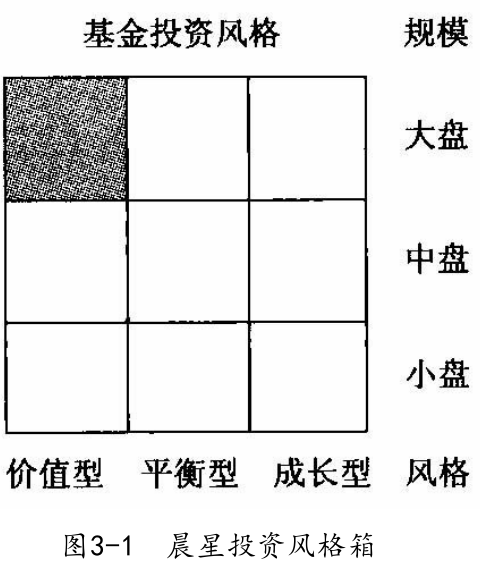 基金投资风格 规模
大盘
中盘
小盘
价值型 平衡型 成长型 风格
图3-1 晨星投资风格箱